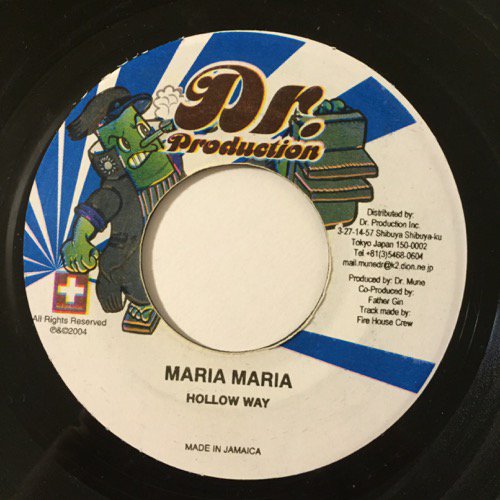 Dr.
Production
Distributed by:
Dr. Production Inc.
3-27-14-57 Shibuya Shibuya-ku
Tokyo Japan 150-0002
Tel +81(3)5468-0604
mail.munedr@k2.dion.ne.jp
Produced by: Dr. Mune
Co-Produced by:
Father Gin
Track made by:
Fire House Crew
All Rights Reserved
℗&©2004
MARIA MARIA
HOLLOW WAY
MADE IN JAMAICA